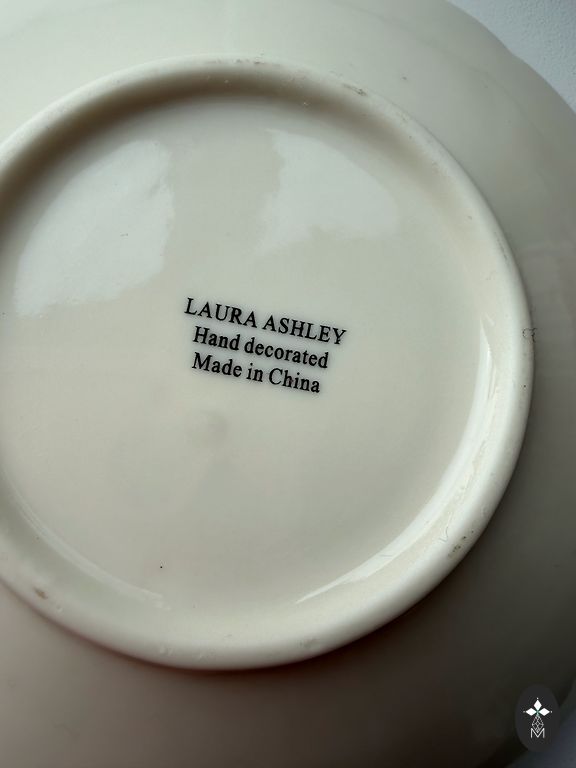 LAURA ASHLEY
Hand decorated
Made in China